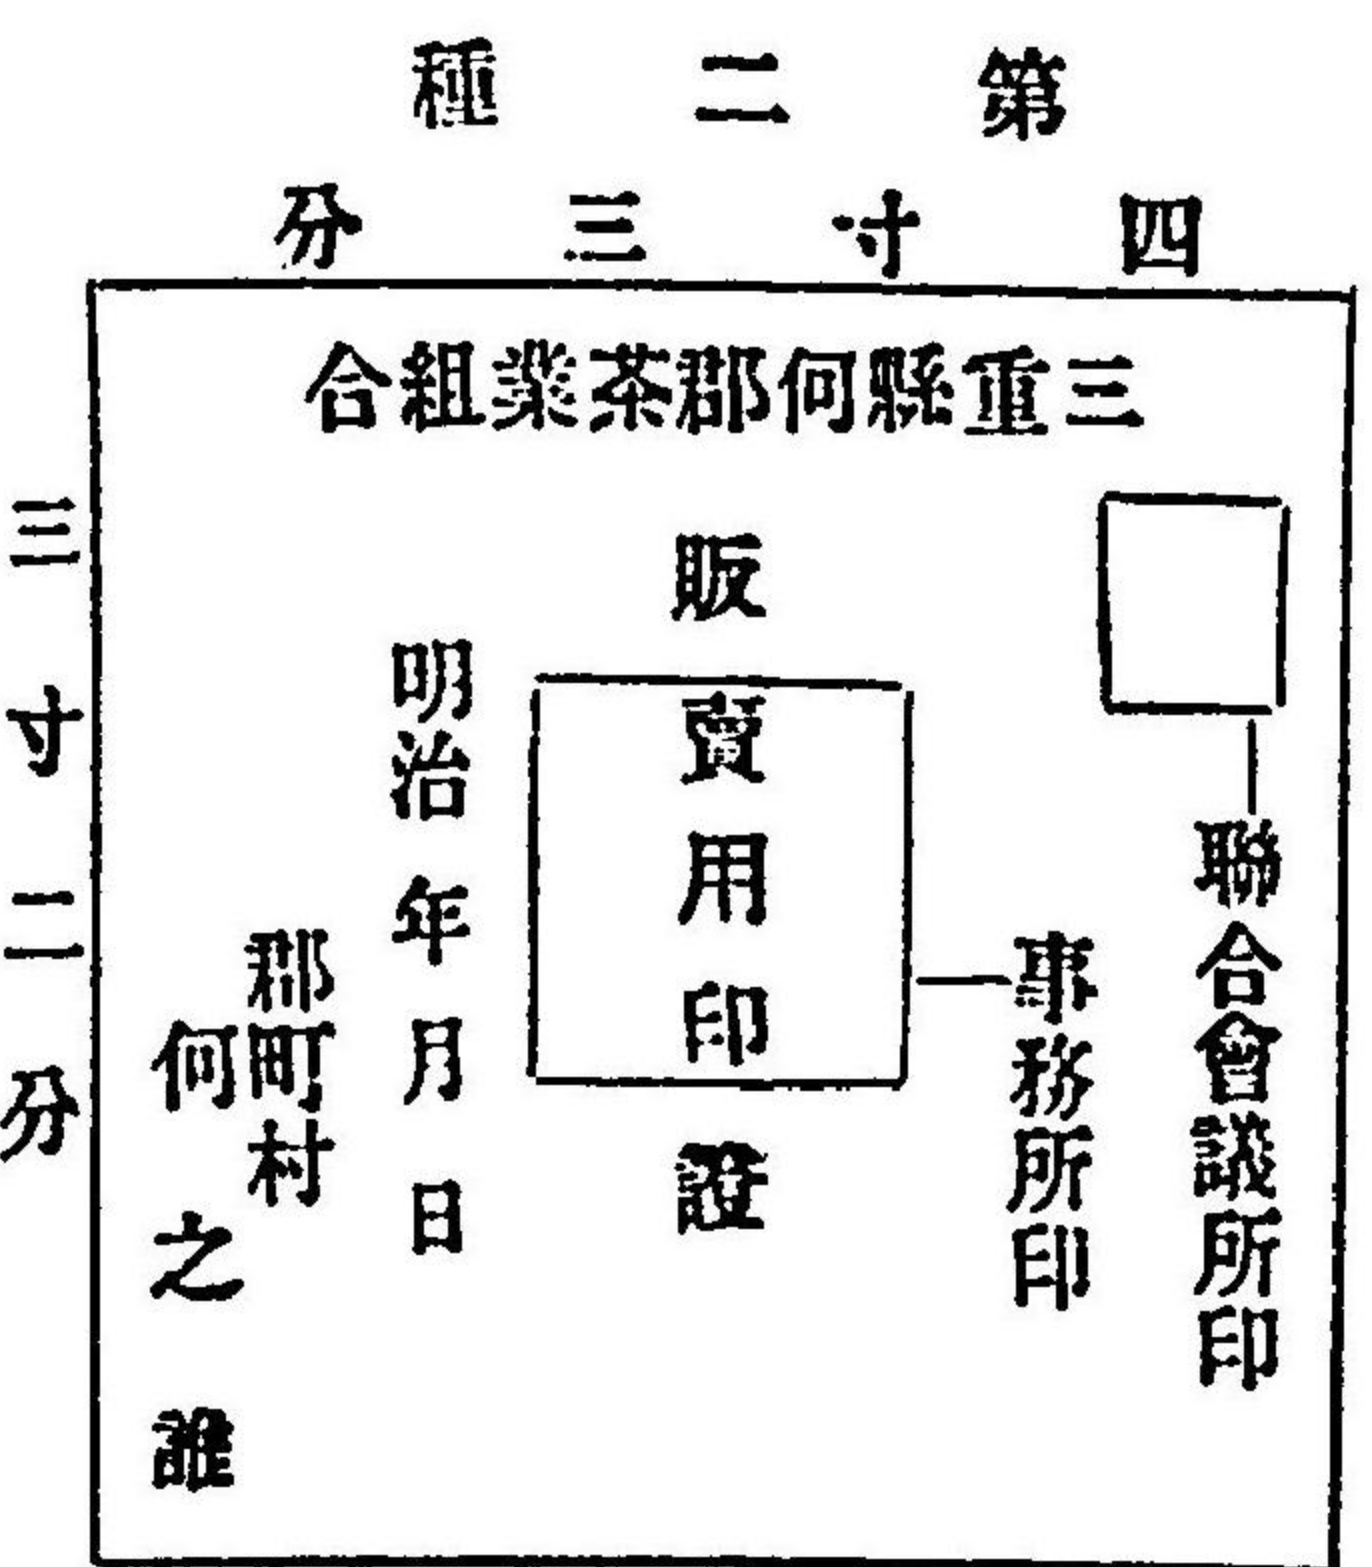 第二種
四寸三分
三重縣何郡茶業組合
聯合會議所印
事務所印
販賣用印證
明治年月日
郡町村
何之誰
三寸二分